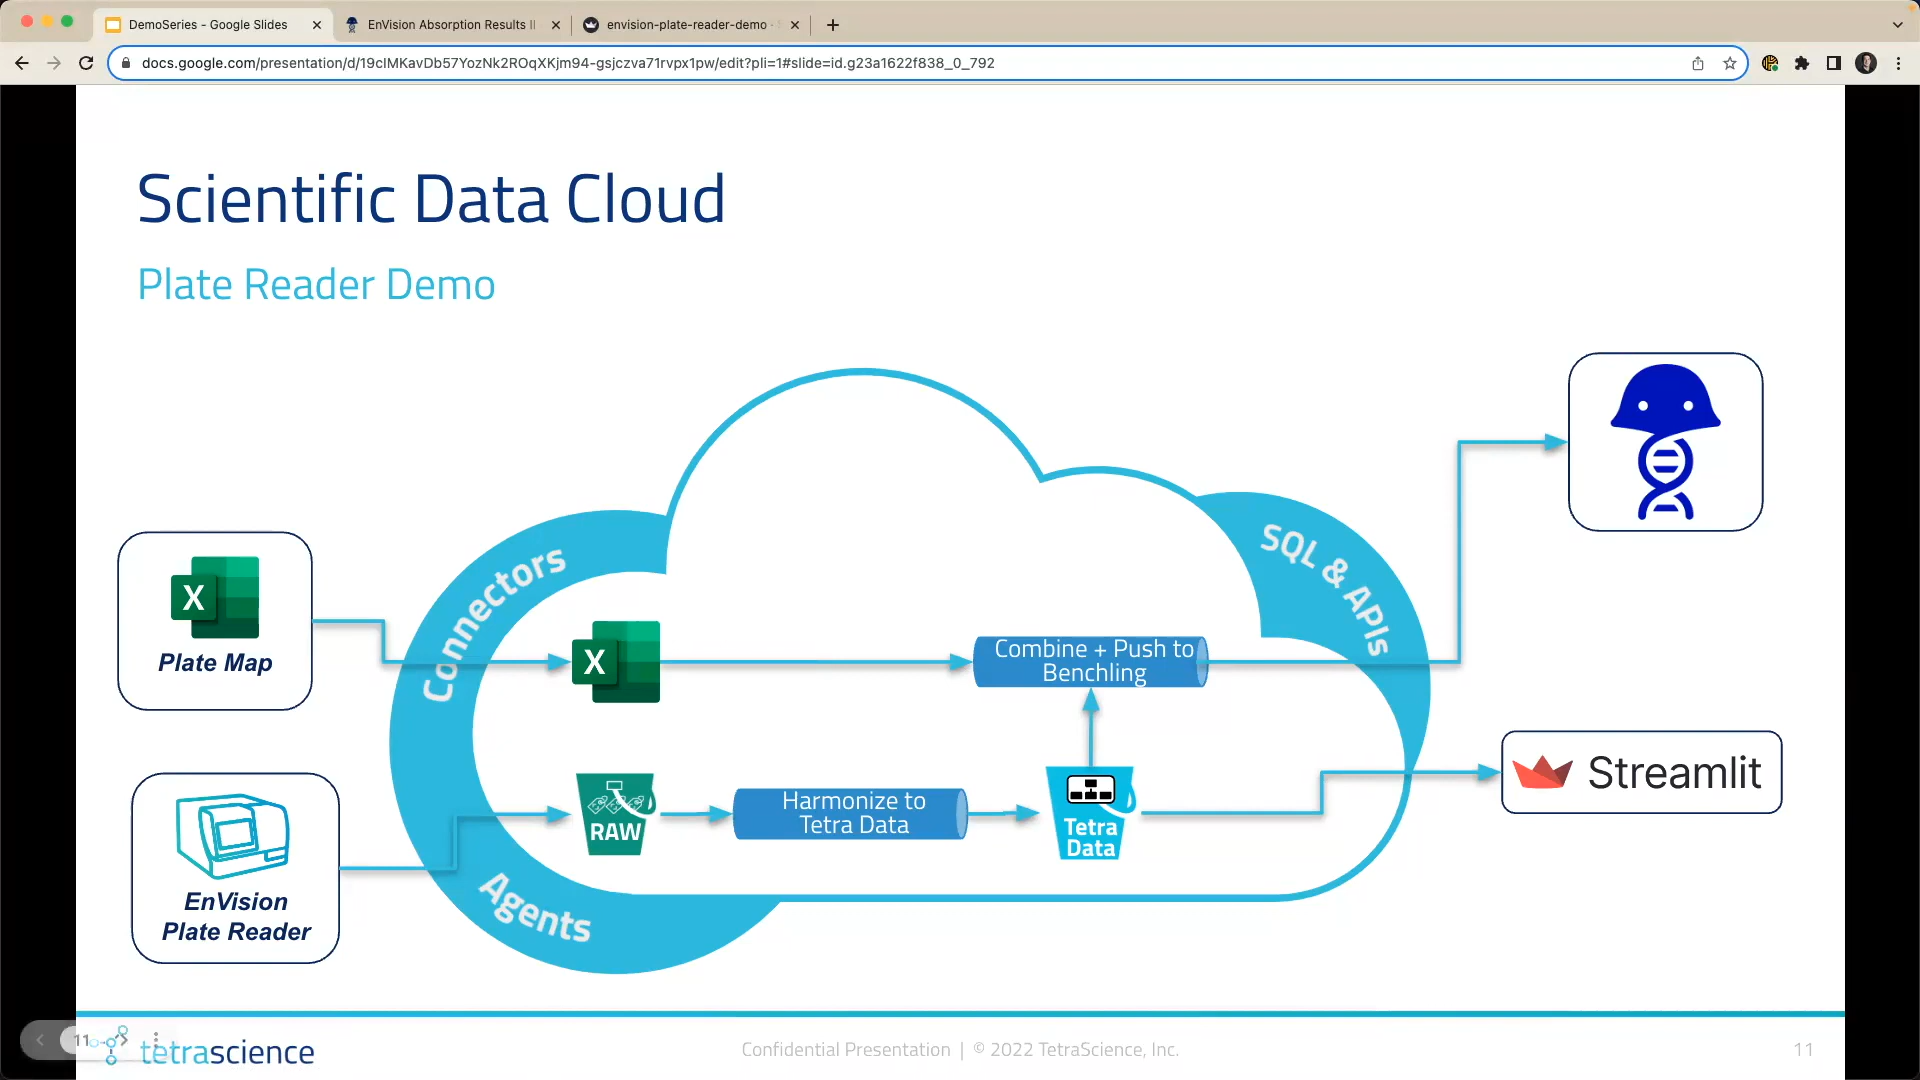 DemoSeries - Google Slides
EnVision Absorption Results
envision-plate-reader-demo
docs.google.com/presentation/d/19clMKavDb57YozNk2ROqXKjm94-gsjczva71rvpx1pw/edit?pli=1#slide=id.g23a1622f838_0_792
Scientific Data Cloud
Plate Reader Demo
Connectors
SQL & APIs
X
Plate Map
X
Combine + Push to
Benchling
Streamlit
RAW
Harmonize to
Tetra Data
Tetra
Data
EnVision
Plate Reader
Agents
11
tetrascience
Confidential Presentation | © 2022 TetraScience, Inc.
11